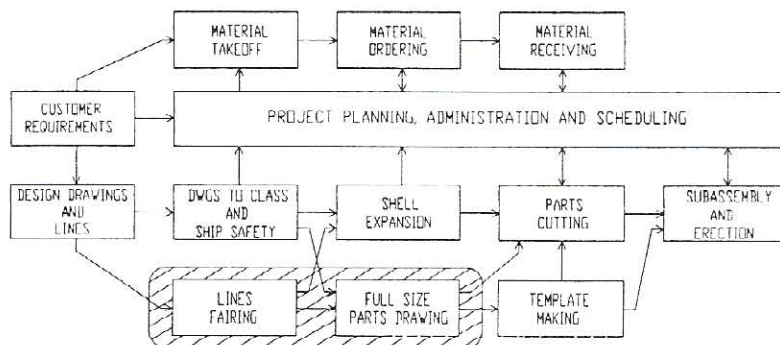 MATERIAL
TAKEOFF
MATERIAL
ORDERING
MATERIAL
RECEIVING
CUSTOMER
REQUIREMENTS
PROJECT PLANNING, ADMINISTRATION AND SCHEDULING
DESIGN DRAWINGS
AND
LINES
DWGS TO CLASS
AND
SHIP SAFETY
SHELL
EXPANSION
PARTS
CUTTING
SUBASSEMBLY
AND
ERECTION
LINES
FAIRING
FULL SIZE
PARTS DRAWING
TEMPLATE
MAKING